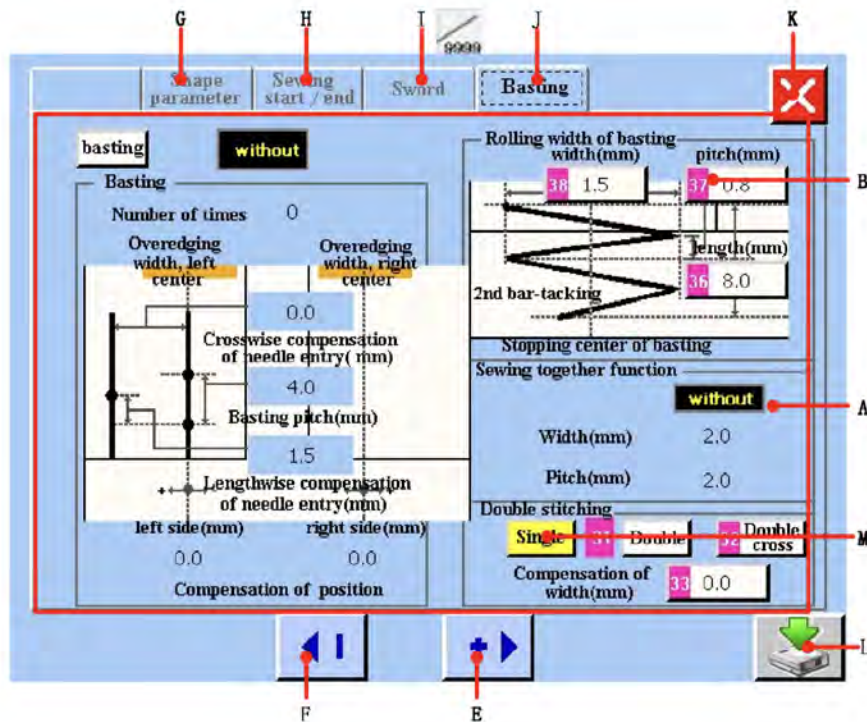 G H I J K
9999
Shape parameter
Sewing start / end
Sword
Basting
basting
without
Basting
Number of times 0
Overedging width, left center
Overedging width, right center
0.0
Crosswise compensation of needle entry( mm)
4.0
Basting pitch(mm)
1.5
Lengthwise compensation of needle entry(mm)
left side(mm) right side(mm)
0.0 0.0
Compensation of position
Rolling width of basting
width(mm) pitch(mm)
38 1.5 37 0.8
B
length(mm)
36 8.0
2nd bar-tacking
Stopping center of basting
Sewing together function
without
A
Width(mm) 2.0
Pitch(mm) 2.0
Double stitching
Single 31 Double 32 Double cross
M
Compensation of width(mm) 33 0.0
L
F E